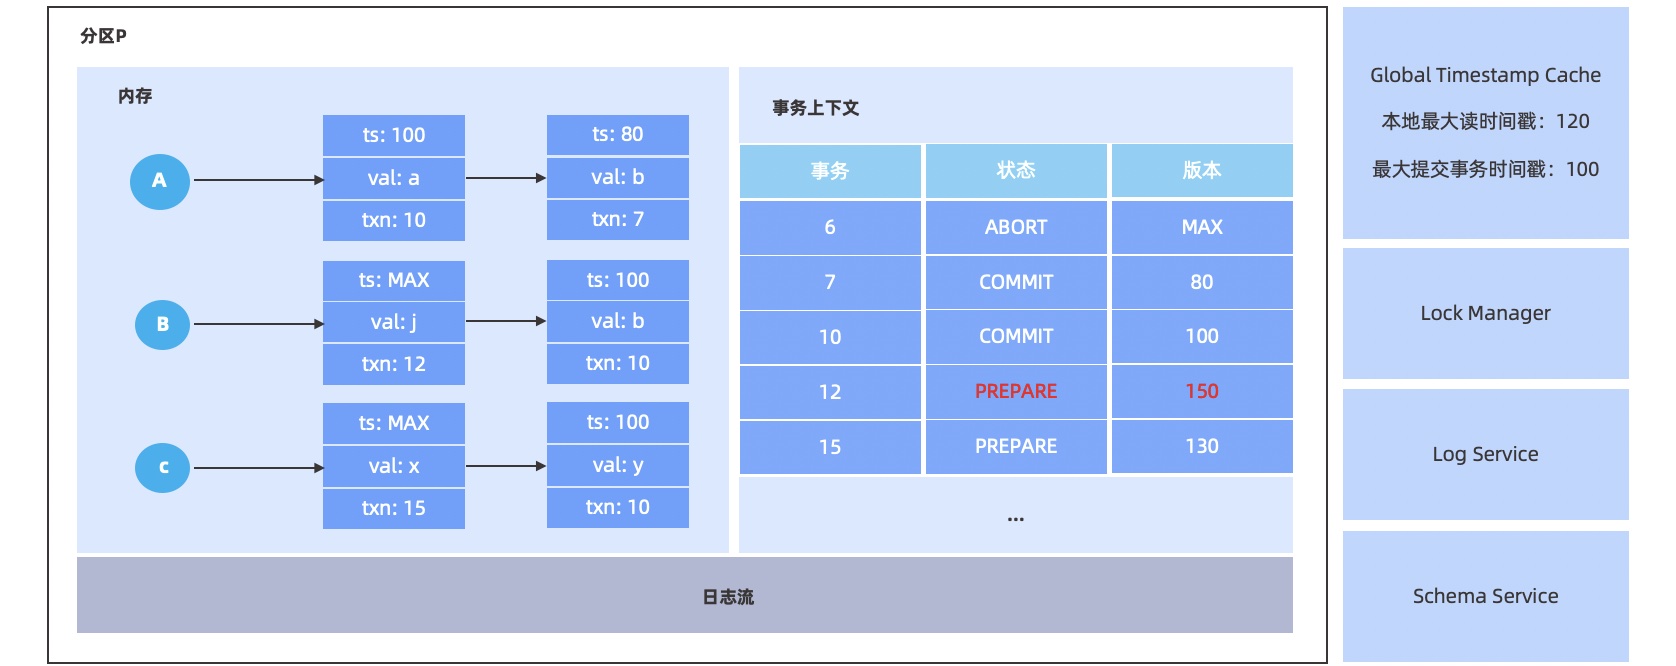 分区P
内存
A
ts: 100
val: a
txn: 10
ts: 80
val: b
txn: 7
B
ts: MAX
val: j
txn: 12
ts: 100
val: b
txn: 10
c
ts: MAX
val: x
txn: 15
ts: 100
val: y
txn: 10
事务上下文
事务 状态 版本
6 ABORT MAX
7 COMMIT 80
10 COMMIT 100
12 PREPARE 150
15 PREPARE 130
...
日志流
Global Timestamp Cache
本地最大读时间戳：120
最大提交事务时间戳：100
Lock Manager
Log Service
Schema Service